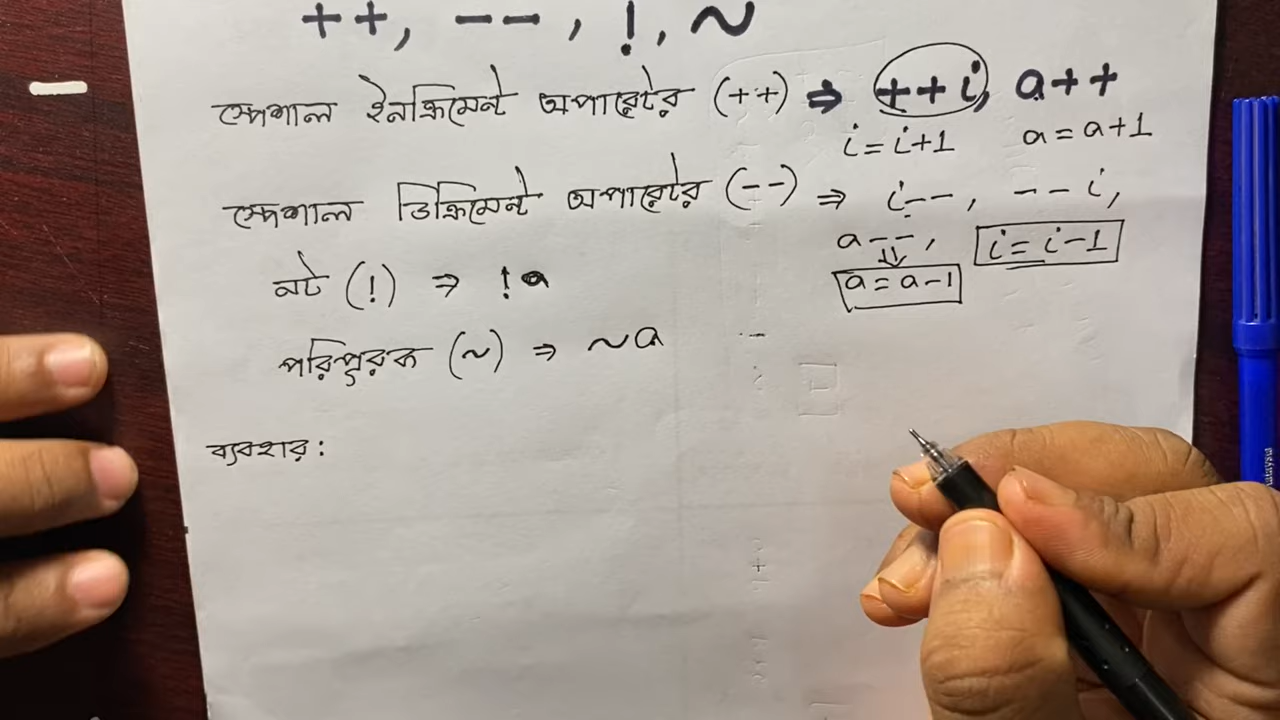 ++, --, !, ~
স্পেশাল ইনক্রিমেন্ট অপারেটর (++) ⇒ ++i, a++
i=i+1 a=a+1
স্পেশাল ডিক্রিমেন্ট অপারেটর (--) ⇒ i--, --i,
a--, i=i-1
⇓
a=a-1
নট (!) ⇒ !a
পরিপূরক (~) ⇒ ~a
ব্যবহার: